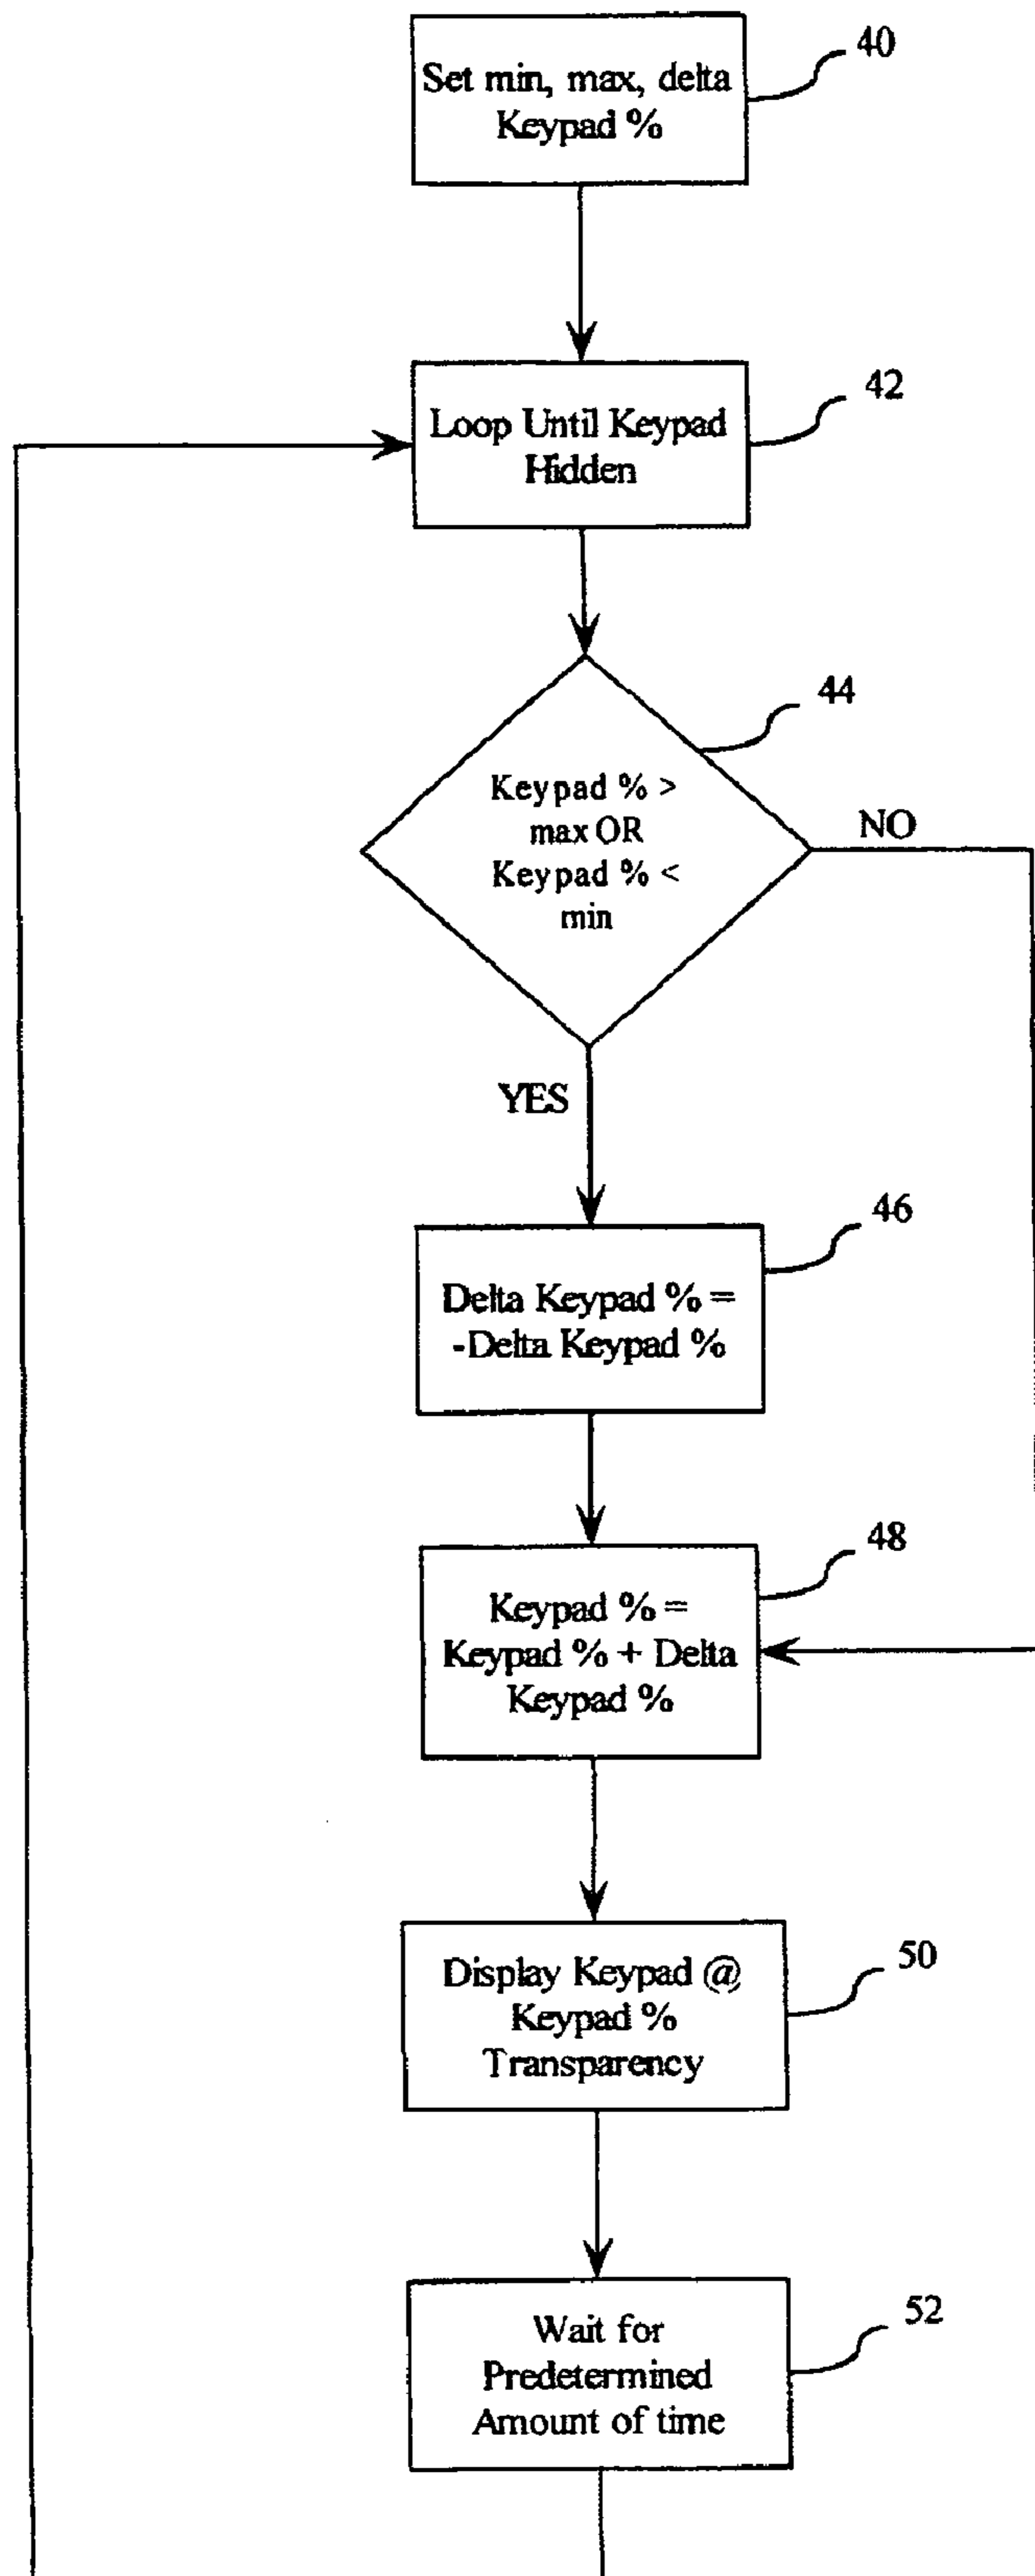 40
Set min, max, delta
Keypad %
42
Loop Until Keypad
Hidden
44
Keypad % >
max OR
Keypad % <
min
NO
YES
46
Delta Keypad % =
-Delta Keypad %
48
Keypad % =
Keypad % + Delta
Keypad %
50
Display Keypad @
Keypad %
Transparency
52
Wait for
Predetermined
Amount of time